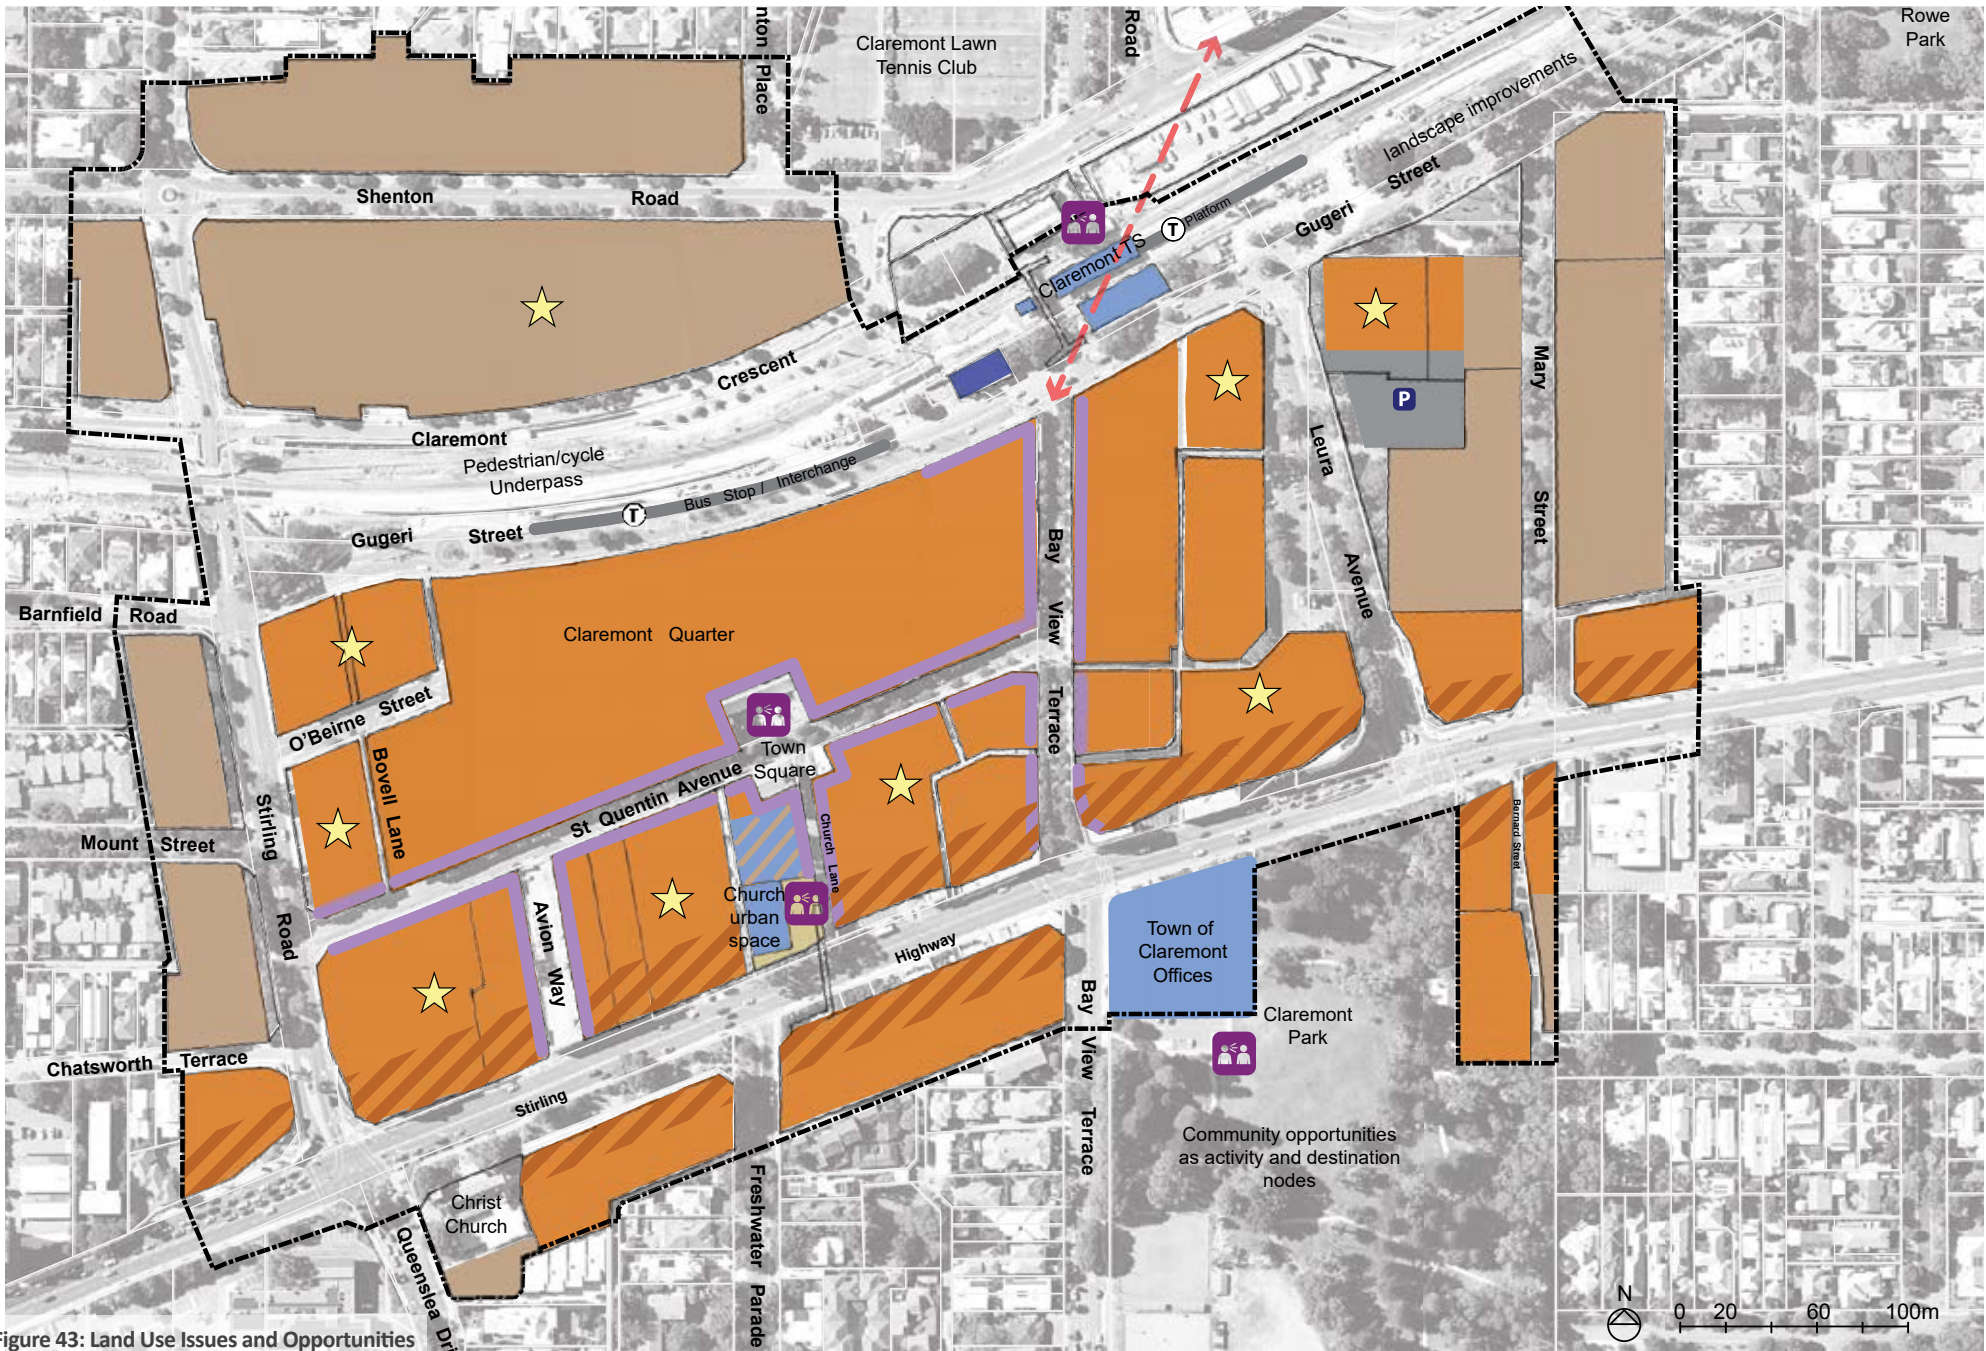 nton Place
Claremont Lawn
Tennis Club
Road
Rowe
Park
landscape improvements
Shenton Road
Platform
T
Claremont TS
Gugeri Street
Crescent
P
Mary Street
Claremont
Pedestrian/cycle
Underpass
Bus Stop / Interchange
T
Gugeri Street
Leura Avenue
Bay View Terrace
Barnfield Road
Claremont Quarter
O'Beirne Street
Bovell Lane
Town
Square
St Quentin Avenue
Church Lane
Bernard Street
Mount Street
Stirling Road
Church
urban
space
Avion Way
Highway
Town of
Claremont
Offices
Bay View Terrace
Claremont
Park
Chatsworth Terrace
Stirling
Community opportunities
as activity and destination
nodes
Christ
Church
Freshwater Parade
Queenslea Dri
N
0 20 60 100m
igure 43: Land Use Issues and Opportunities